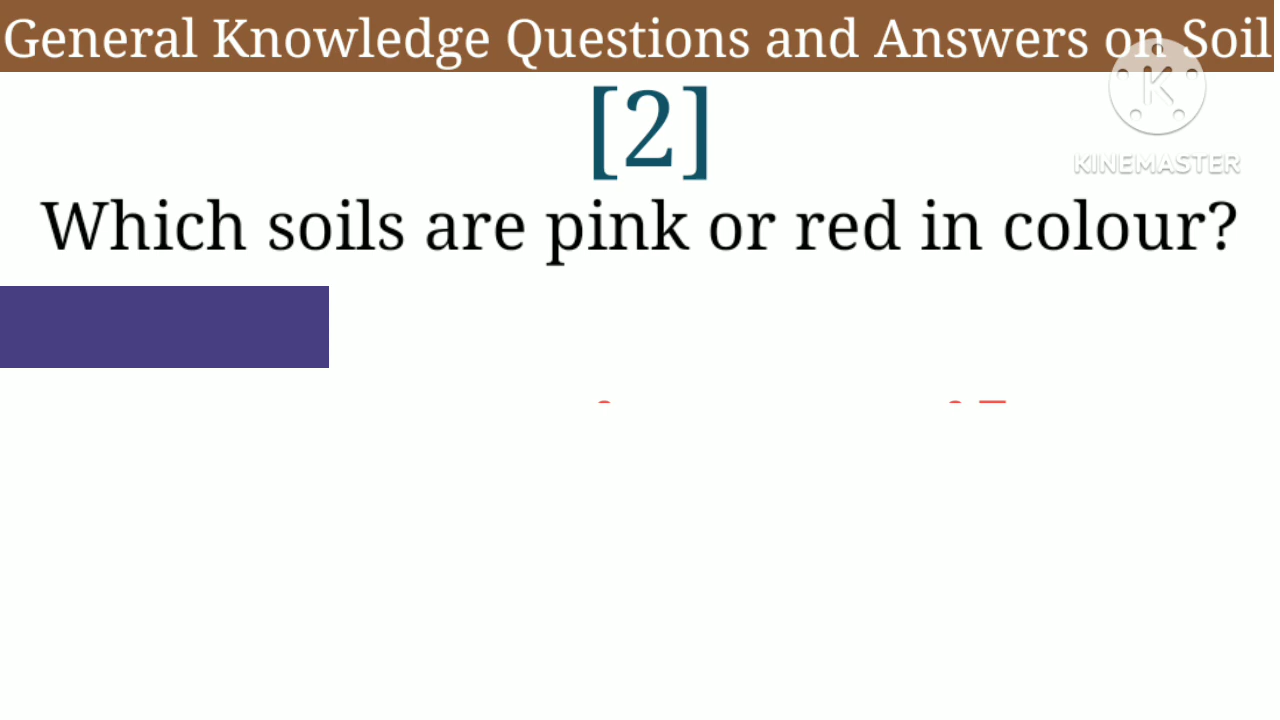 General Knowledge Questions and Answers on Soil
[2]
Which soils are pink or red in colour?
K
KINEMASTER